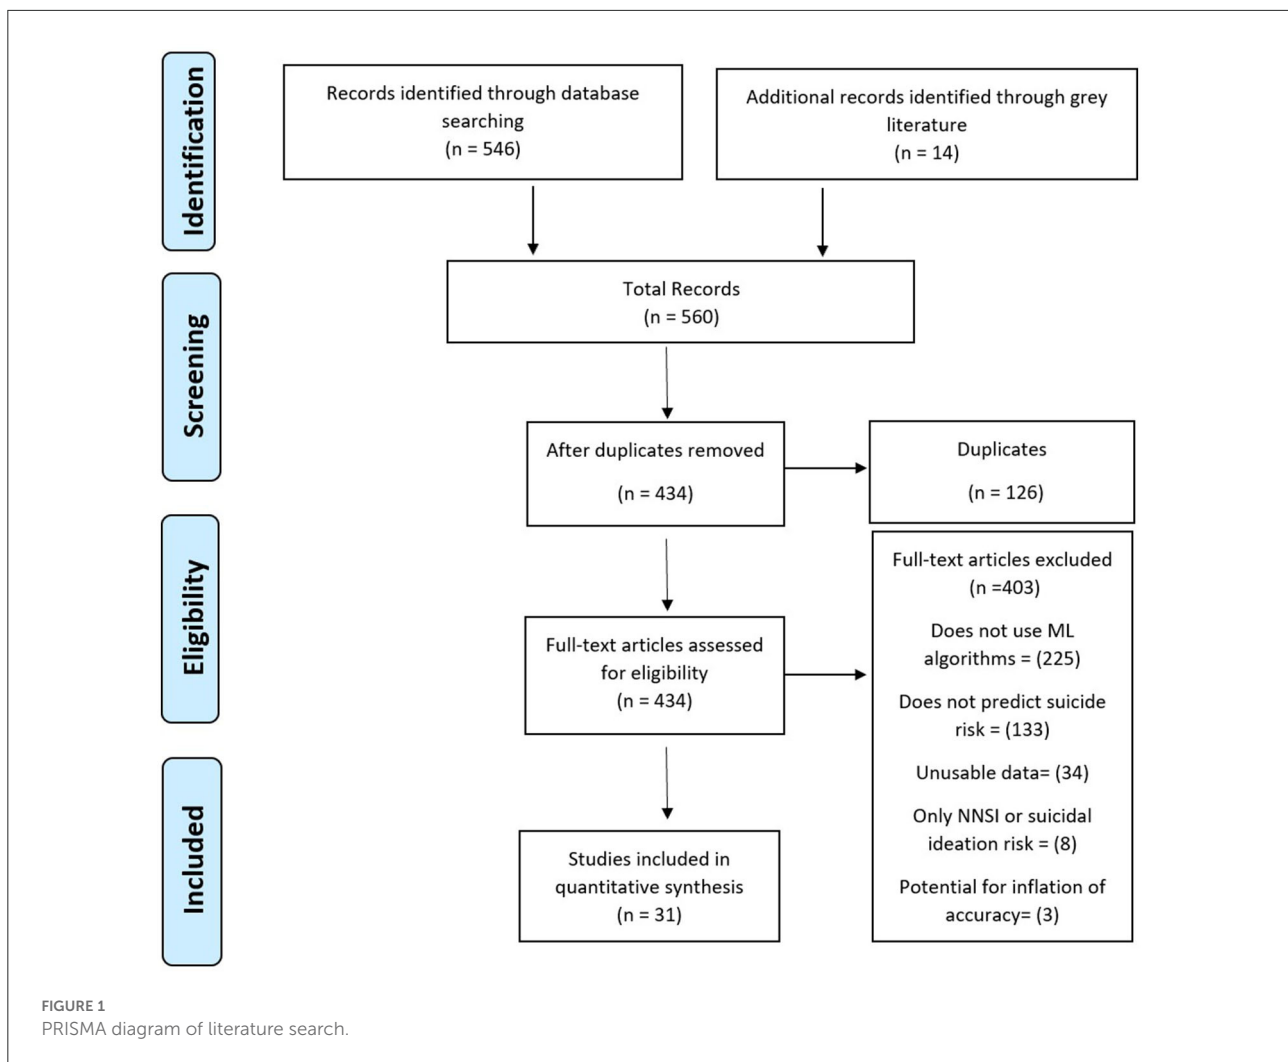 Identification
Records identified through database
searching
(n = 546)
Additional records identified through grey
literature
(n = 14)
Screening
Total Records
(n = 560)
After duplicates removed
(n = 434)
Duplicates
(n = 126)
Eligibility
Full-text articles assessed
for eligibility
(n = 434)
Full-text articles excluded
(n =403)
Does not use ML
algorithms = (225)
Does not predict suicide
risk = (133)
Unusable data= (34)
Only NNSI or suicidal
ideation risk = (8)
Potential for inflation of
accuracy= (3)
Included
Studies included in
quantitative synthesis
(n = 31)
FIGURE 1
PRISMA diagram of literature search.